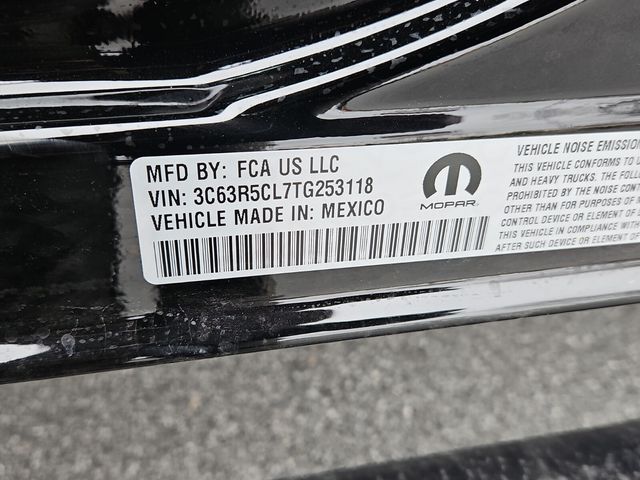 MFD BY: FCA US LLC
VIN: 3C63R5CL7TG253118
VEHICLE MADE IN: MEXICO
MOPAR
VEHICLE NOISE EMISSION
THIS VEHICLE CONFORMS TO U
AND HEAVY TRUCKS. THE FOLLO
PROHIBITED BY THE NOISE CON
OTHER THAN FOR PURPOSES OF M
CONTROL DEVICE OR ELEMENT OF
THIS VEHICLE IN COMPLIANCE WITH
AFTER SUCH DEVICE OR ELEMENT OF